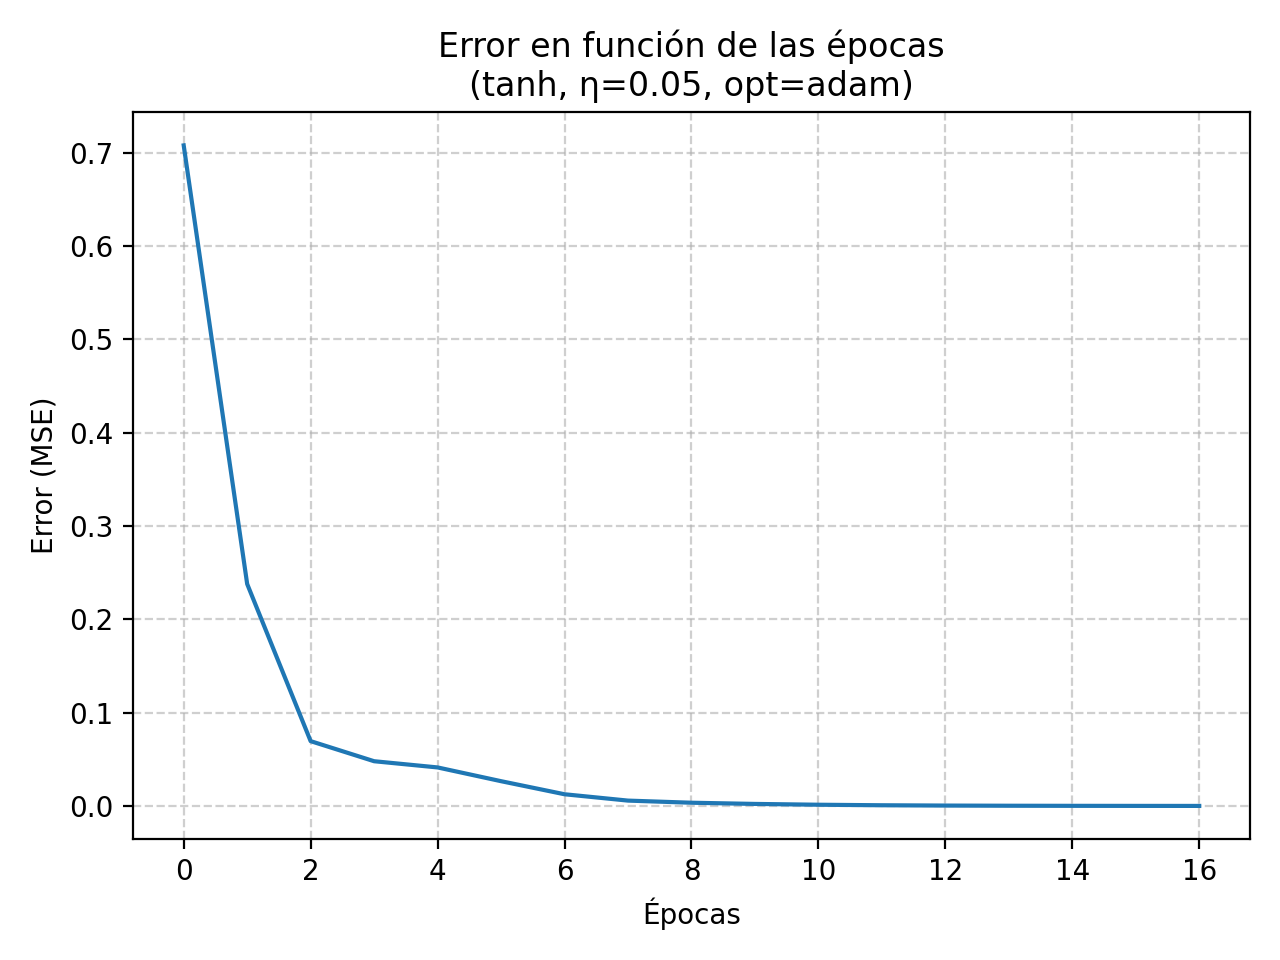 Error en función de las épocas
(tanh, η=0.05, opt=adam)
Error (MSE)
0.7
0.6
0.5
0.4
0.3
0.2
0.1
0.0
0 2 4 6 8 10 12 14 16
Épocas